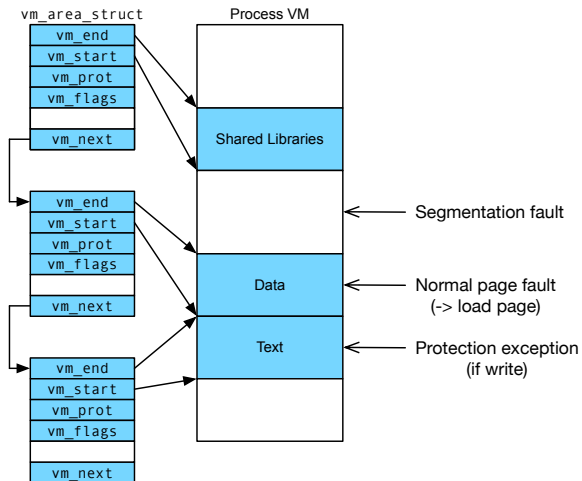 vm_area_struct
Process VM
vm_end
vm_start
vm_prot
vm_flags
vm_next
Shared Libraries
vm_end
vm_start
vm_prot
vm_flags
vm_next
Segmentation fault
Data
Normal page fault
(-> load page)
Text
Protection exception
(if write)
vm_end
vm_start
vm_prot
vm_flags
vm_next